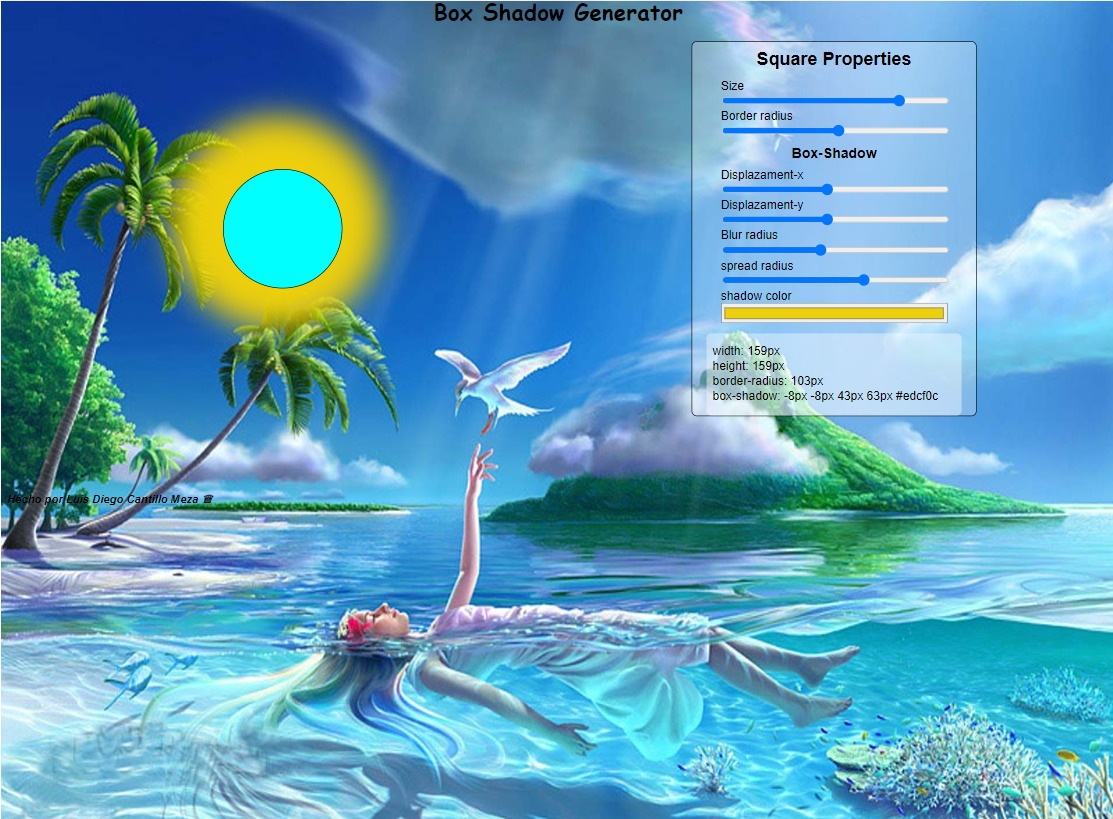 Box Shadow Generator
Square Properties
Size
Border radius
Box-Shadow
Displazament-x
Displazament-y
Blur radius
spread radius
shadow color
width: 159px
height: 159px
border-radius: 103px
box-shadow: -8px -8px 43px 63px #edcf0c
Hecho por Luis Diego Cantillo Meza ♕